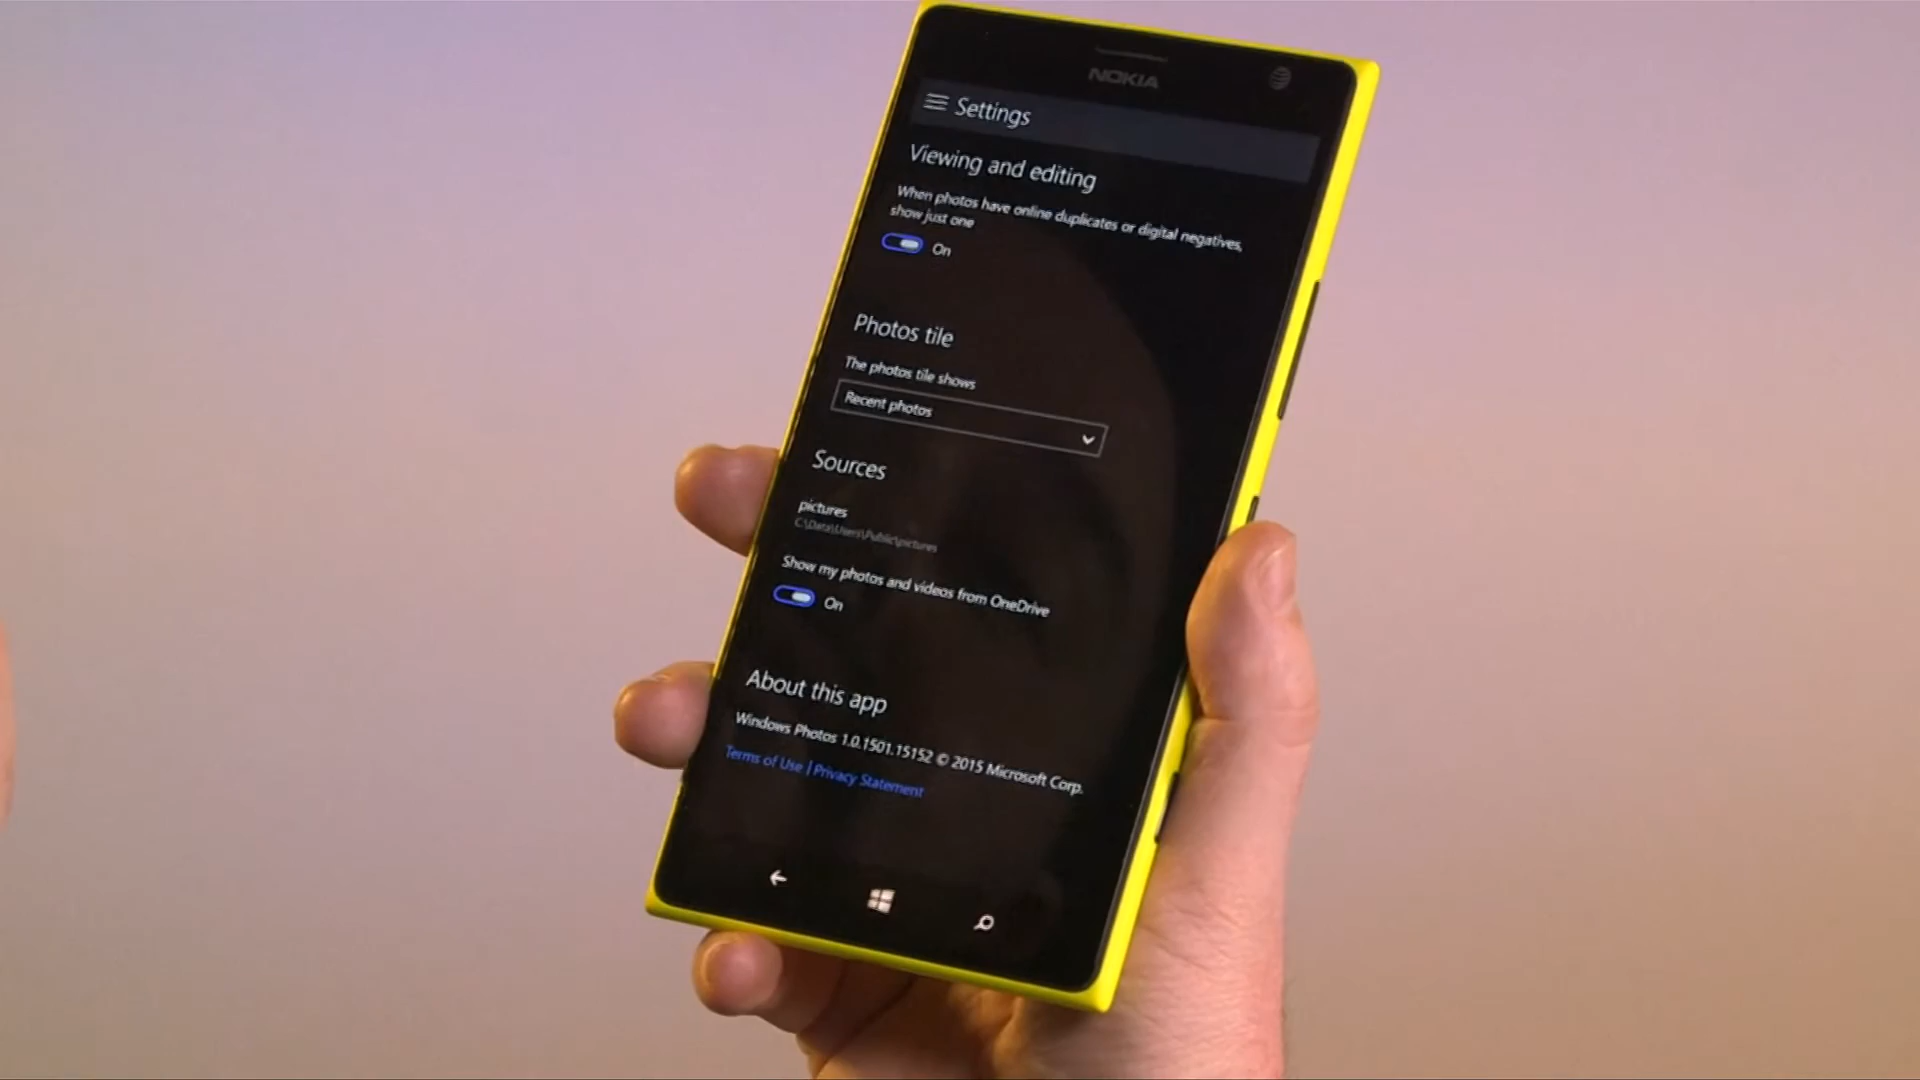 NOKIA
Settings
Viewing and editing
When photos have online duplicates or digital negatives,
show just one
On
Photos tile
The photos tile shows
Recent photos
Sources
pictures
C:\Data\Users\Public\pictures
Show my photos and videos from OneDrive
On
About this app
Windows Photos 1.0.1501.15152 © 2015 Microsoft Corp.
Terms of Use | Privacy Statement